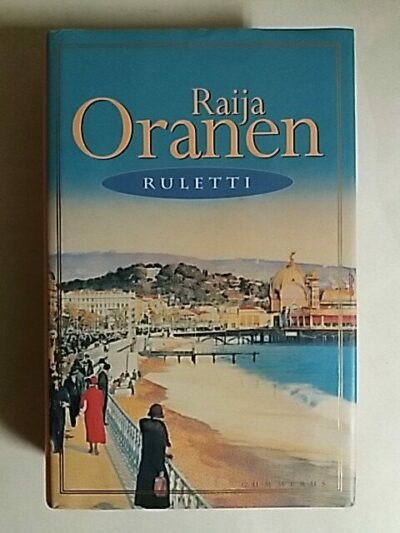 Raija
Oranen
RULETTI
GUMMERUS